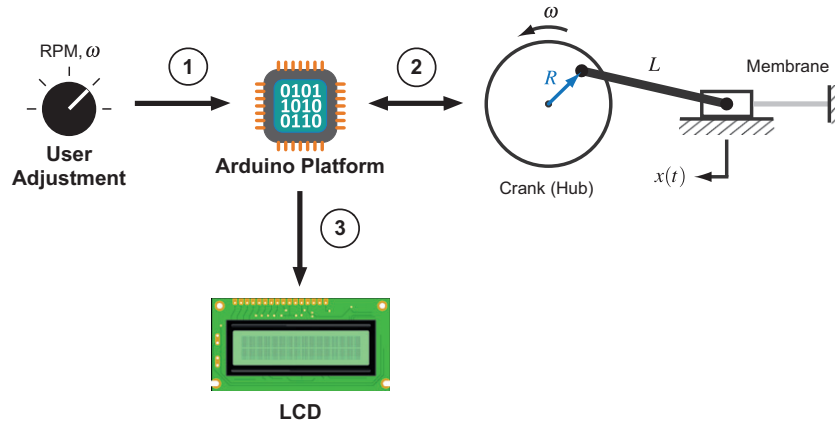 RPM, ω
User
Adjustment
1
0101
1010
0110
Arduino Platform
2
3
LCD
ω
R
L
Crank (Hub)
Membrane
x(t)